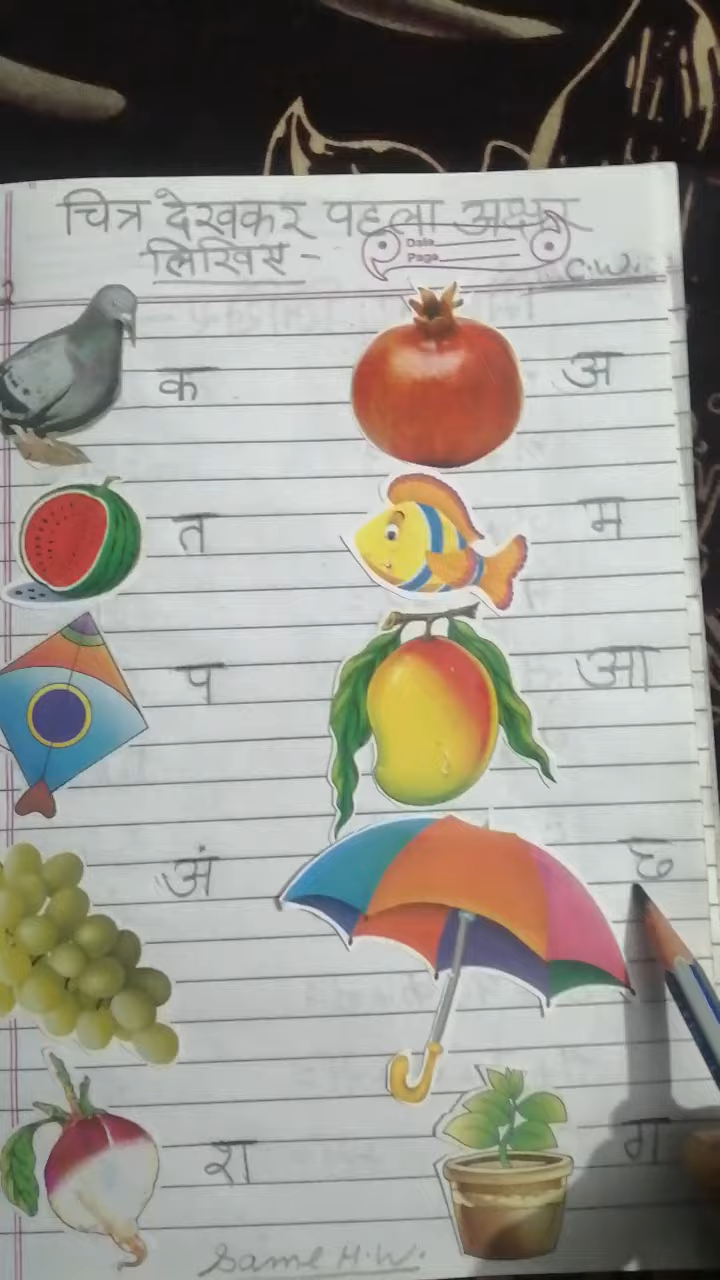 चित्र देखकर पहला अक्षर
लिखिए -
Date
Page
C.W.
क
अ
त
म
प
आ
अं
छ
श
ग
Same H.W.